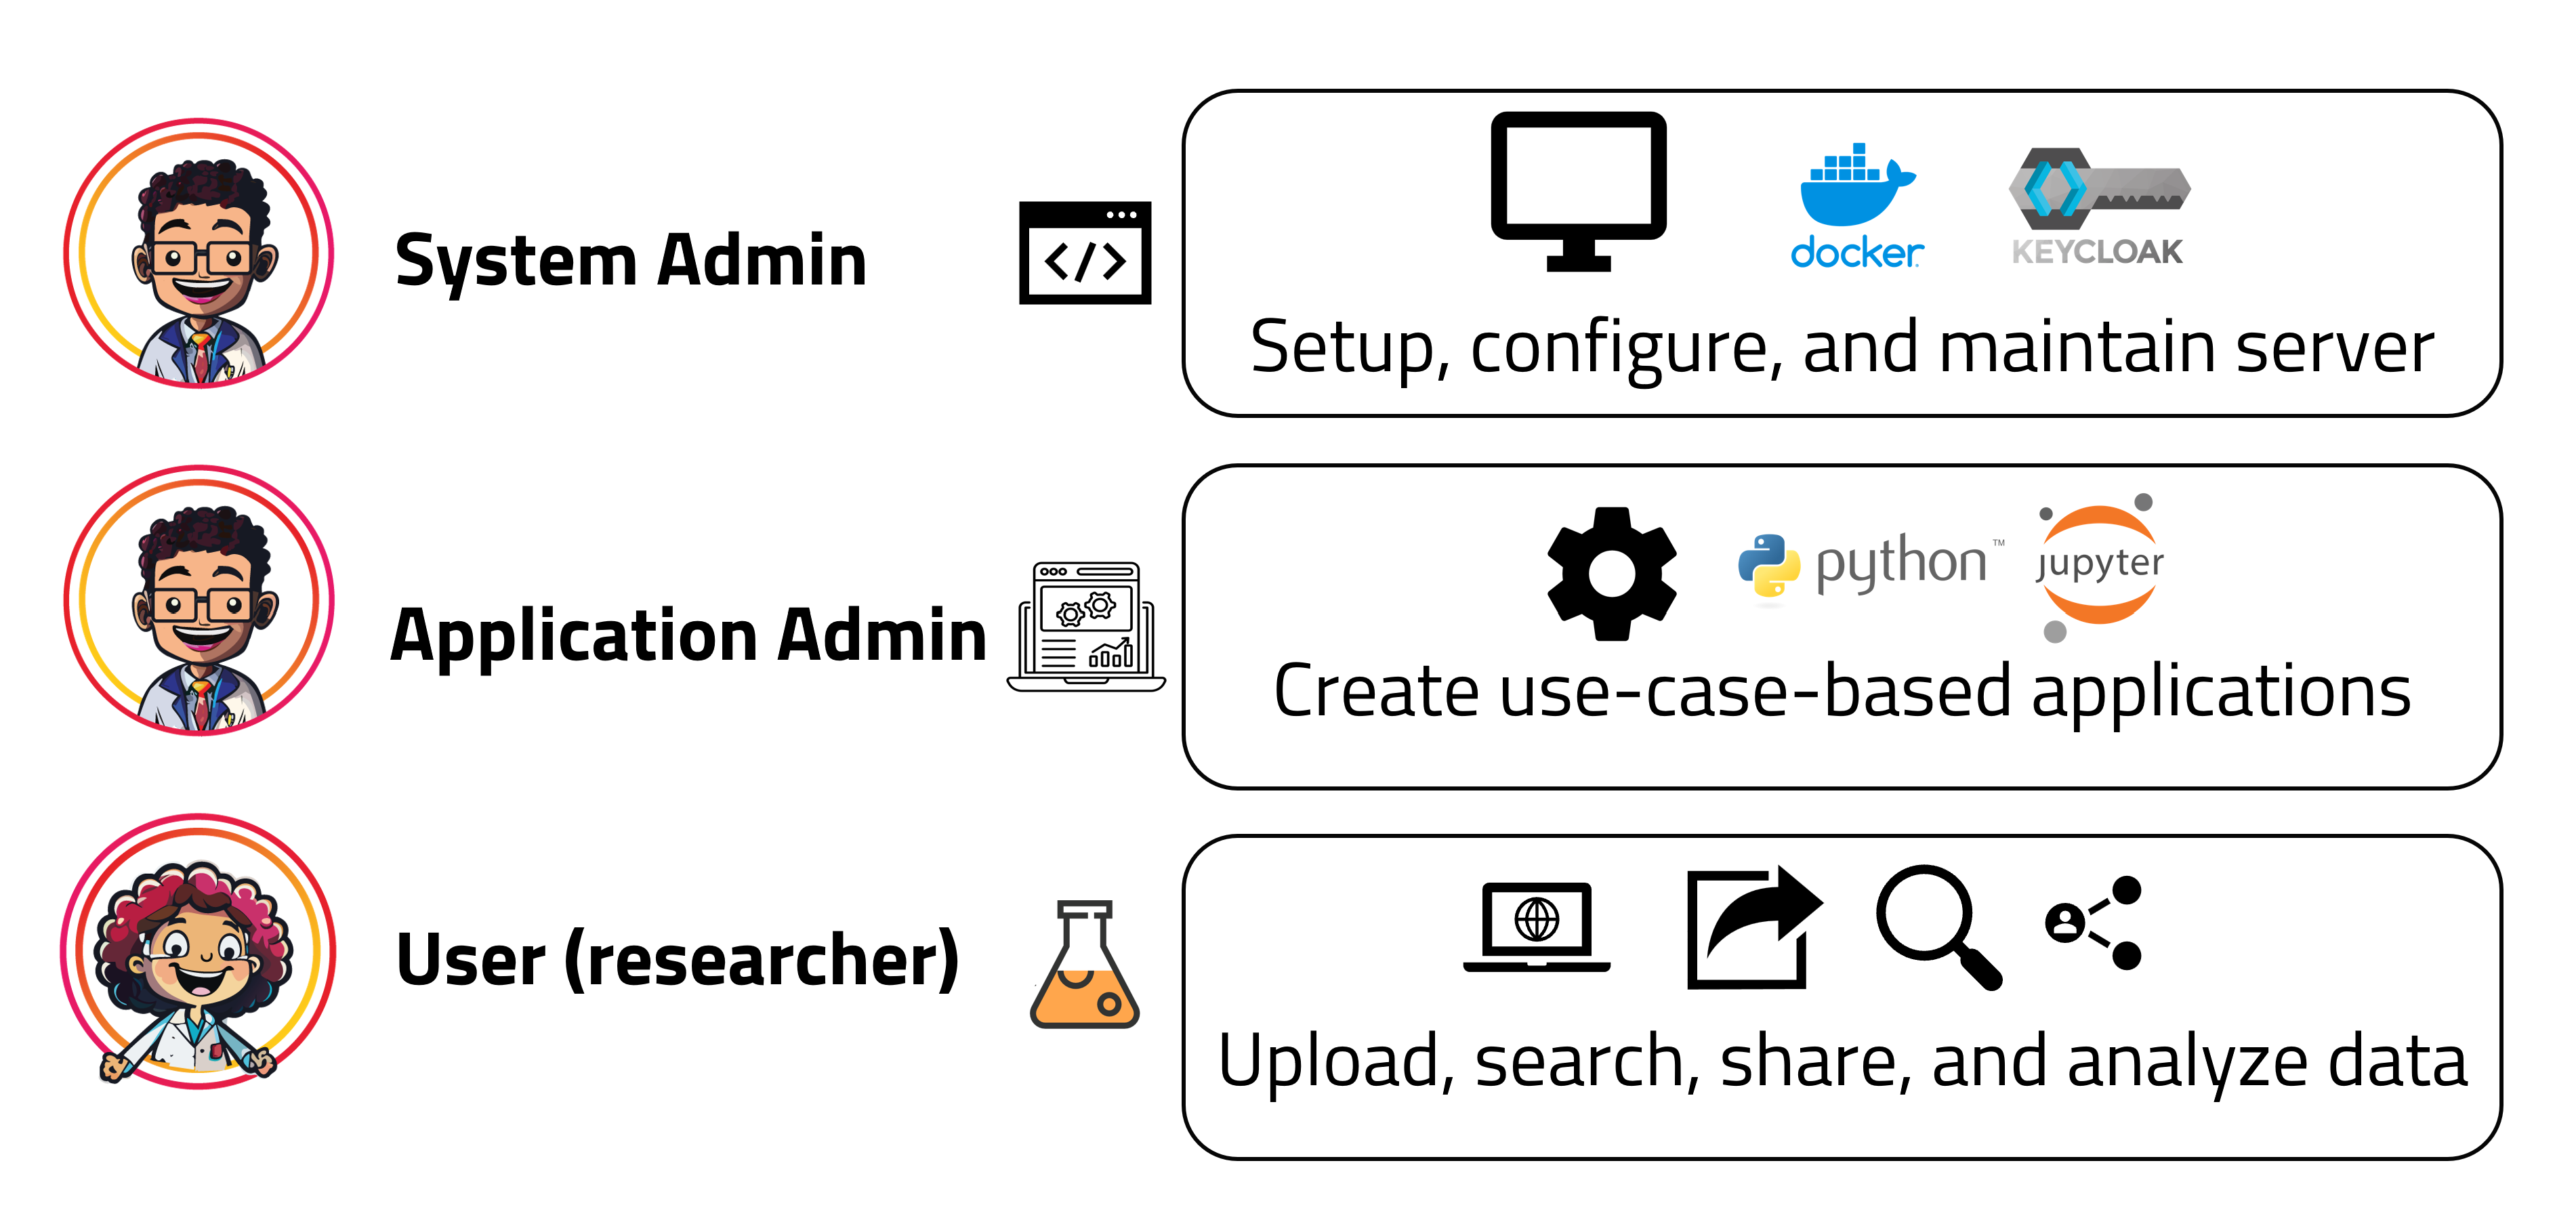 System Admin
</>
docker
KEYCLOAK
Setup, configure, and maintain server
Application Admin
python™
jupyter
Create use-case-based applications
User (researcher)
Upload, search, share, and analyze data